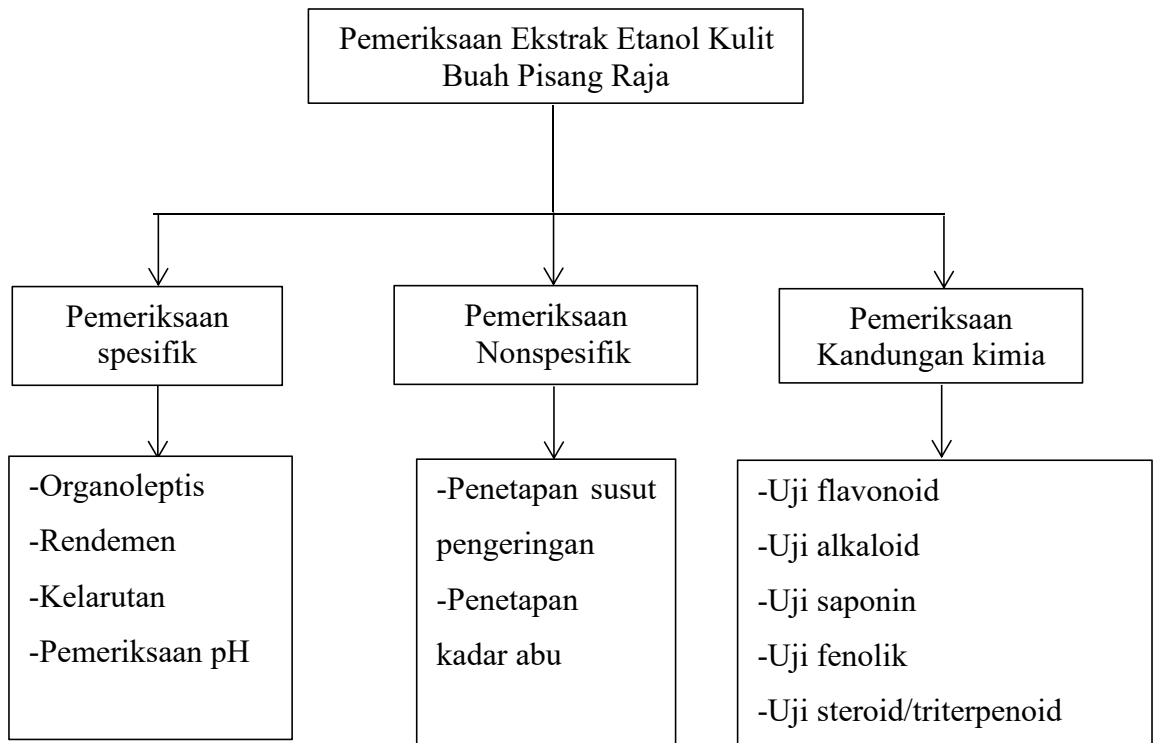 Pemeriksaan Ekstrak Etanol Kulit
Buah Pisang Raja
Pemeriksaan
spesifik
Pemeriksaan
Nonspesifik
Pemeriksaan
Kandungan kimia
-Organoleptis
-Rendemen
-Kelarutan
-Pemeriksaan pH
-Penetapan susut
pengeringan
-Penetapan
kadar abu
-Uji flavonoid
-Uji alkaloid
-Uji saponin
-Uji fenolik
-Uji steroid/triterpenoid